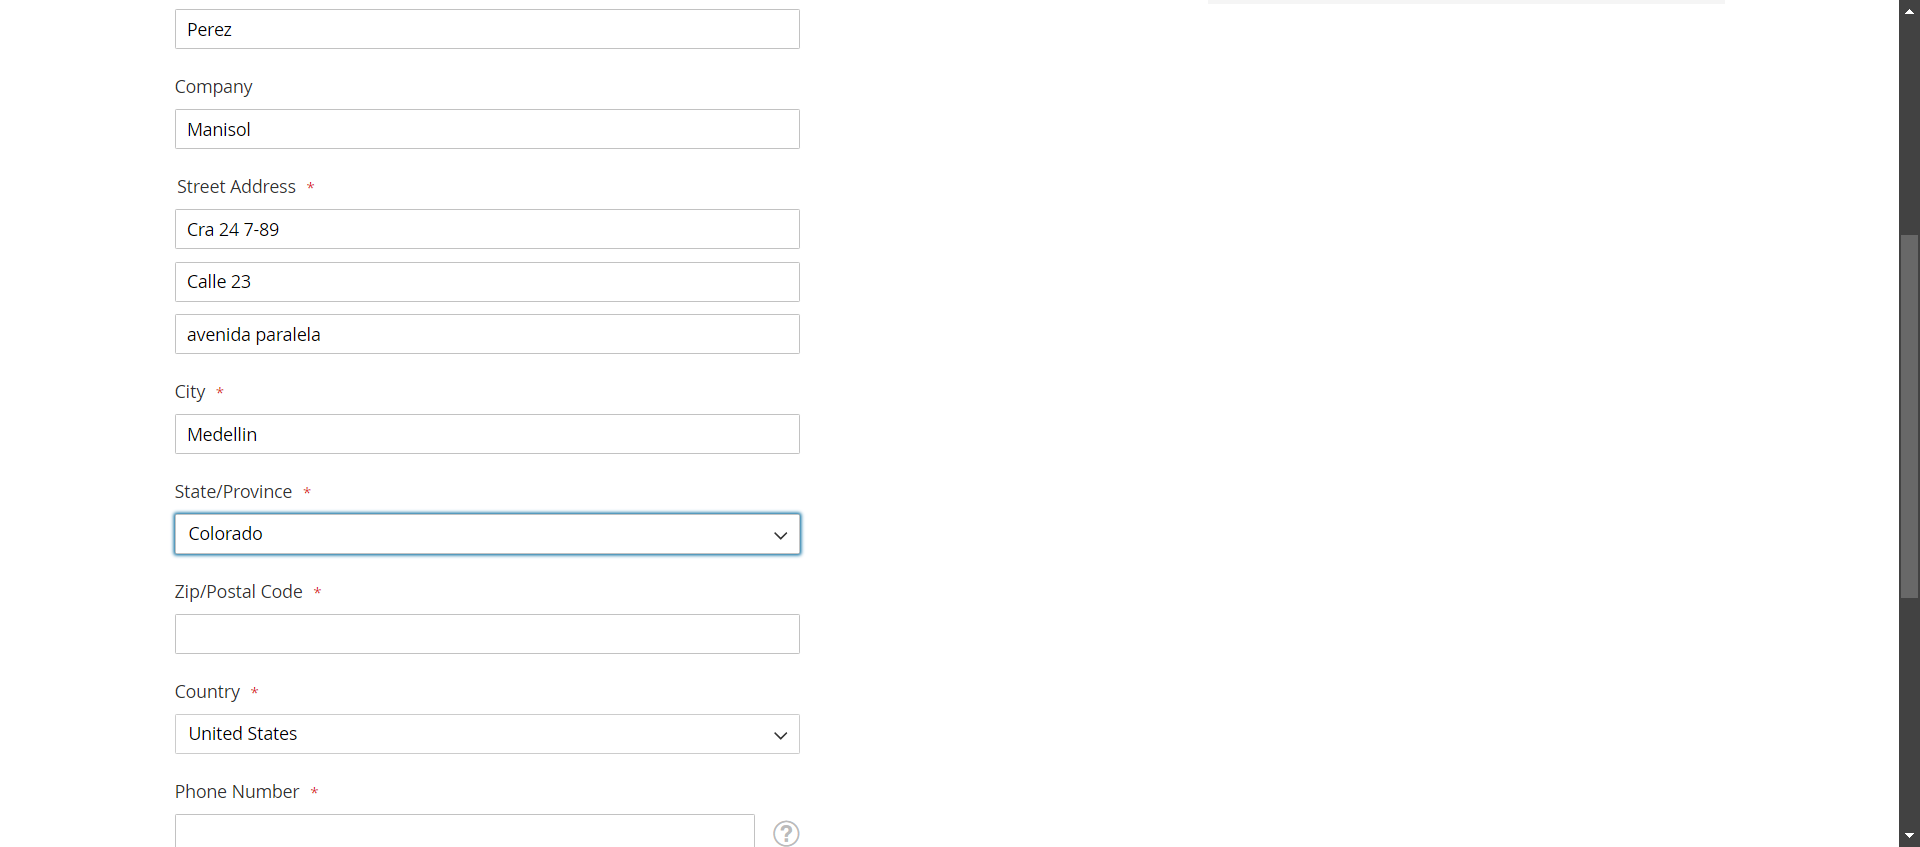 Perez
Company
Manisol
Street Address *
Cra 24 7-89
Calle 23
avenida paralela
City *
Medellin
State/Province *
Colorado
Zip/Postal Code *
Country *
United States
Phone Number *
?